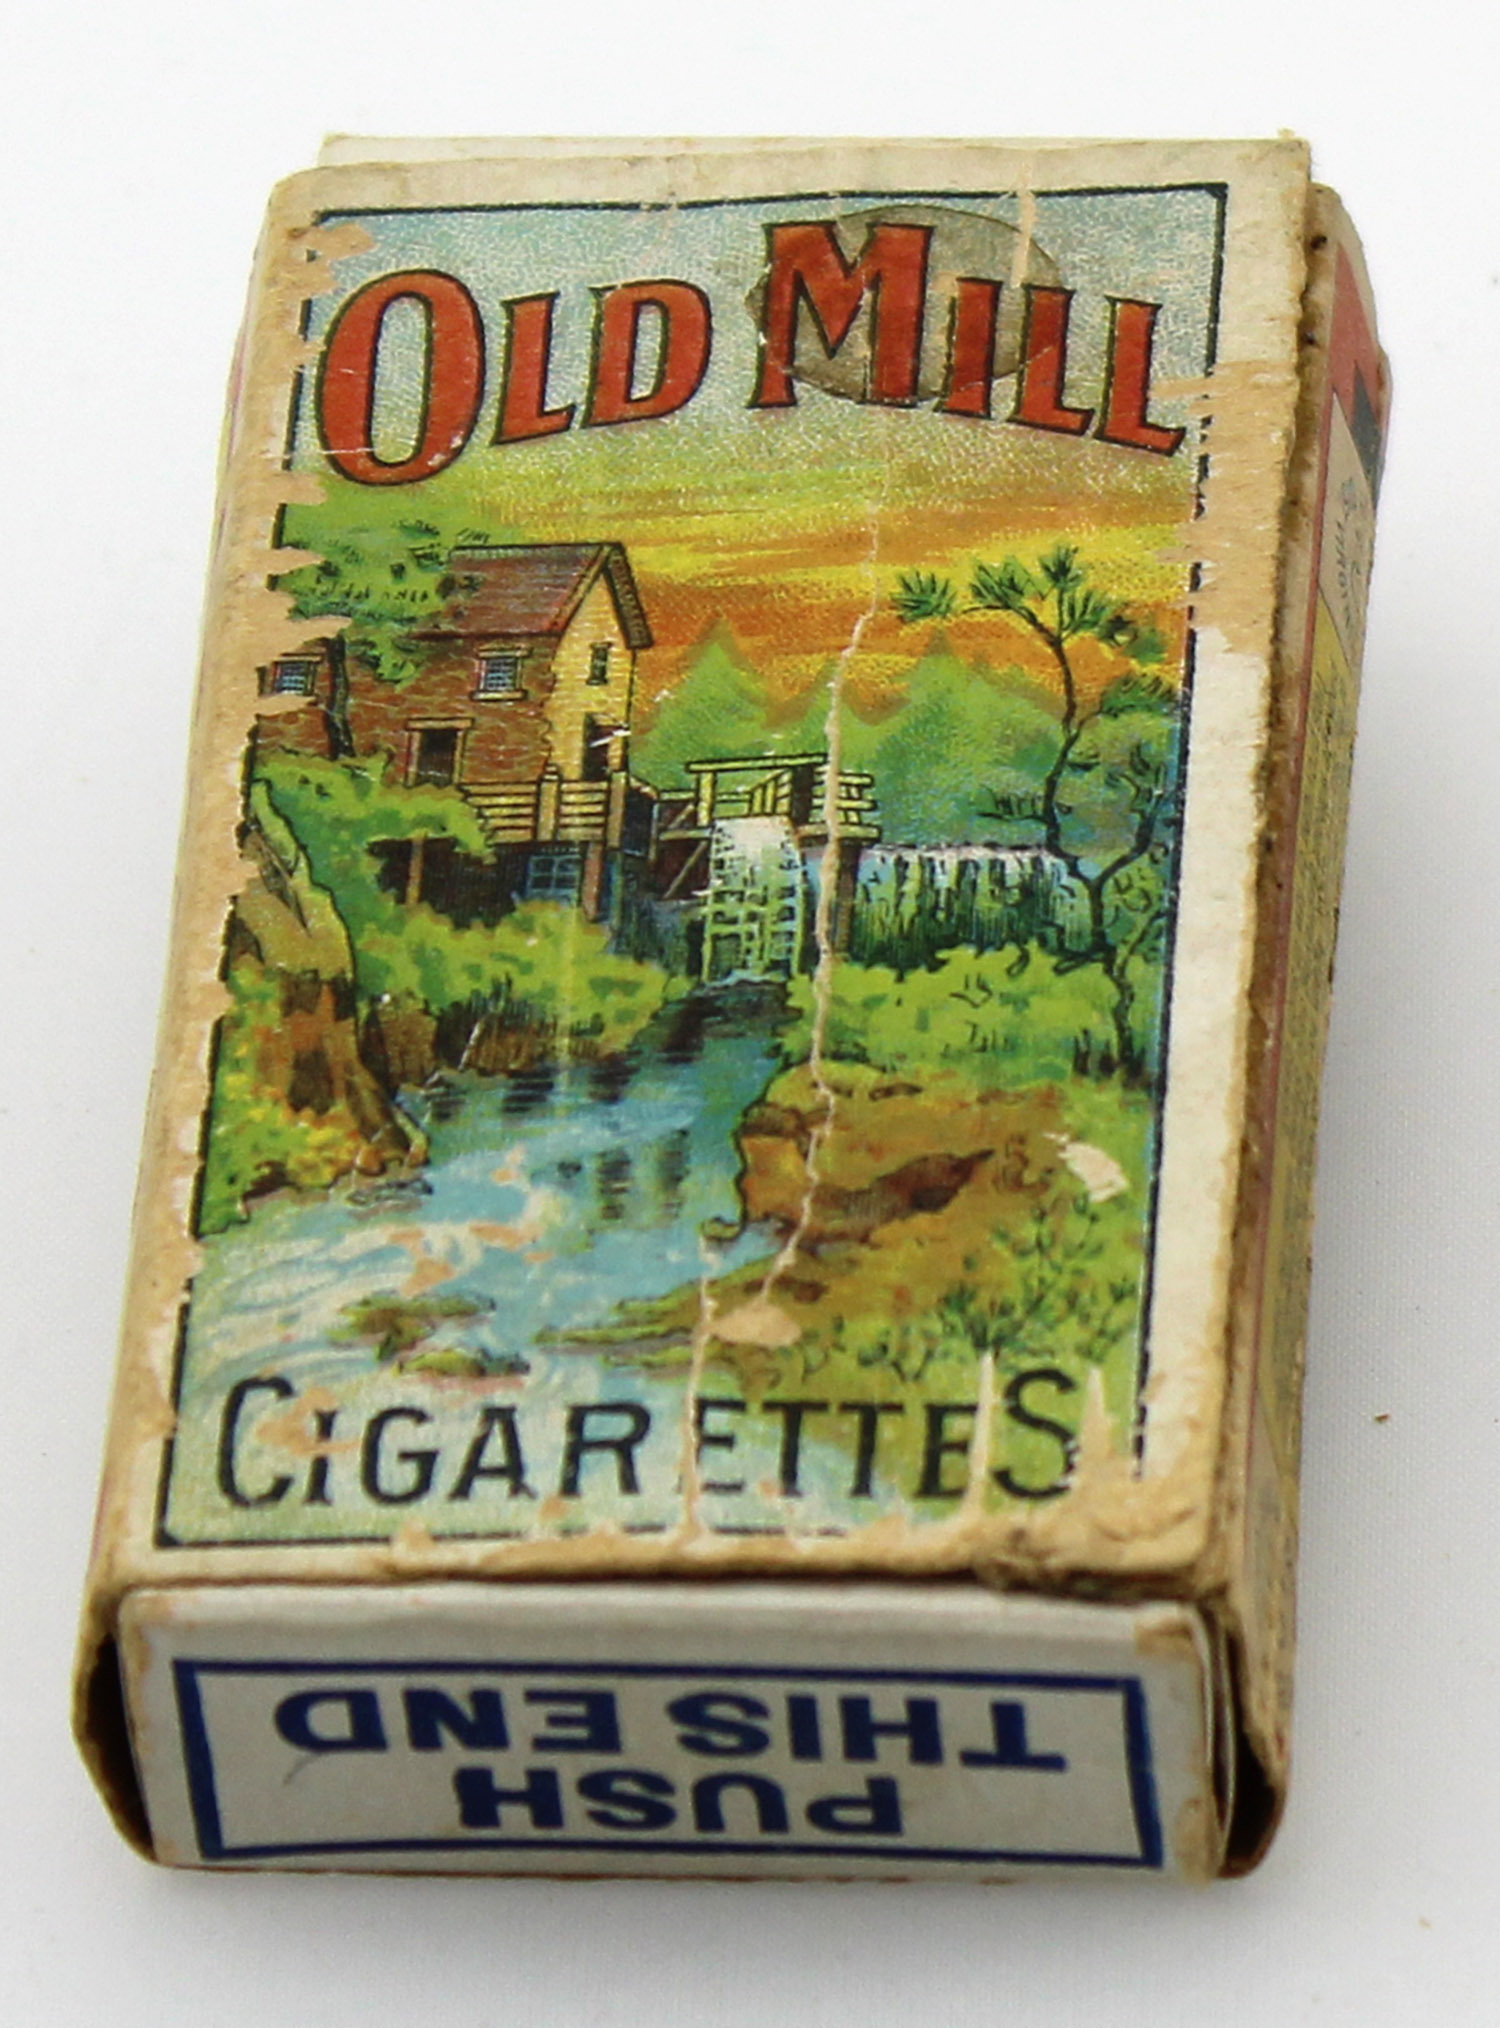 OLD MILL
CIGARETTES
PUSH
THIS END